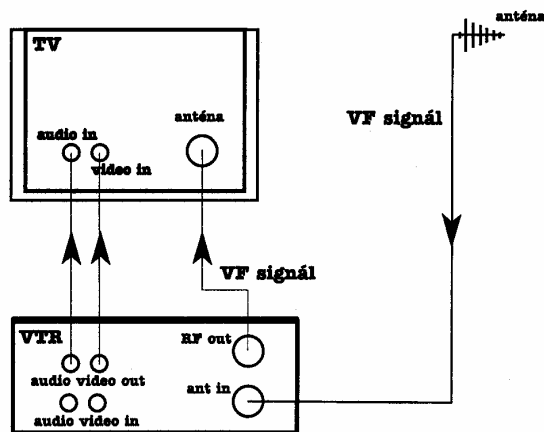 anténa
TV
anténa
audio in
video in
VF signál
VF signál
VTR
RF out
audio video out
ant in
audio video in